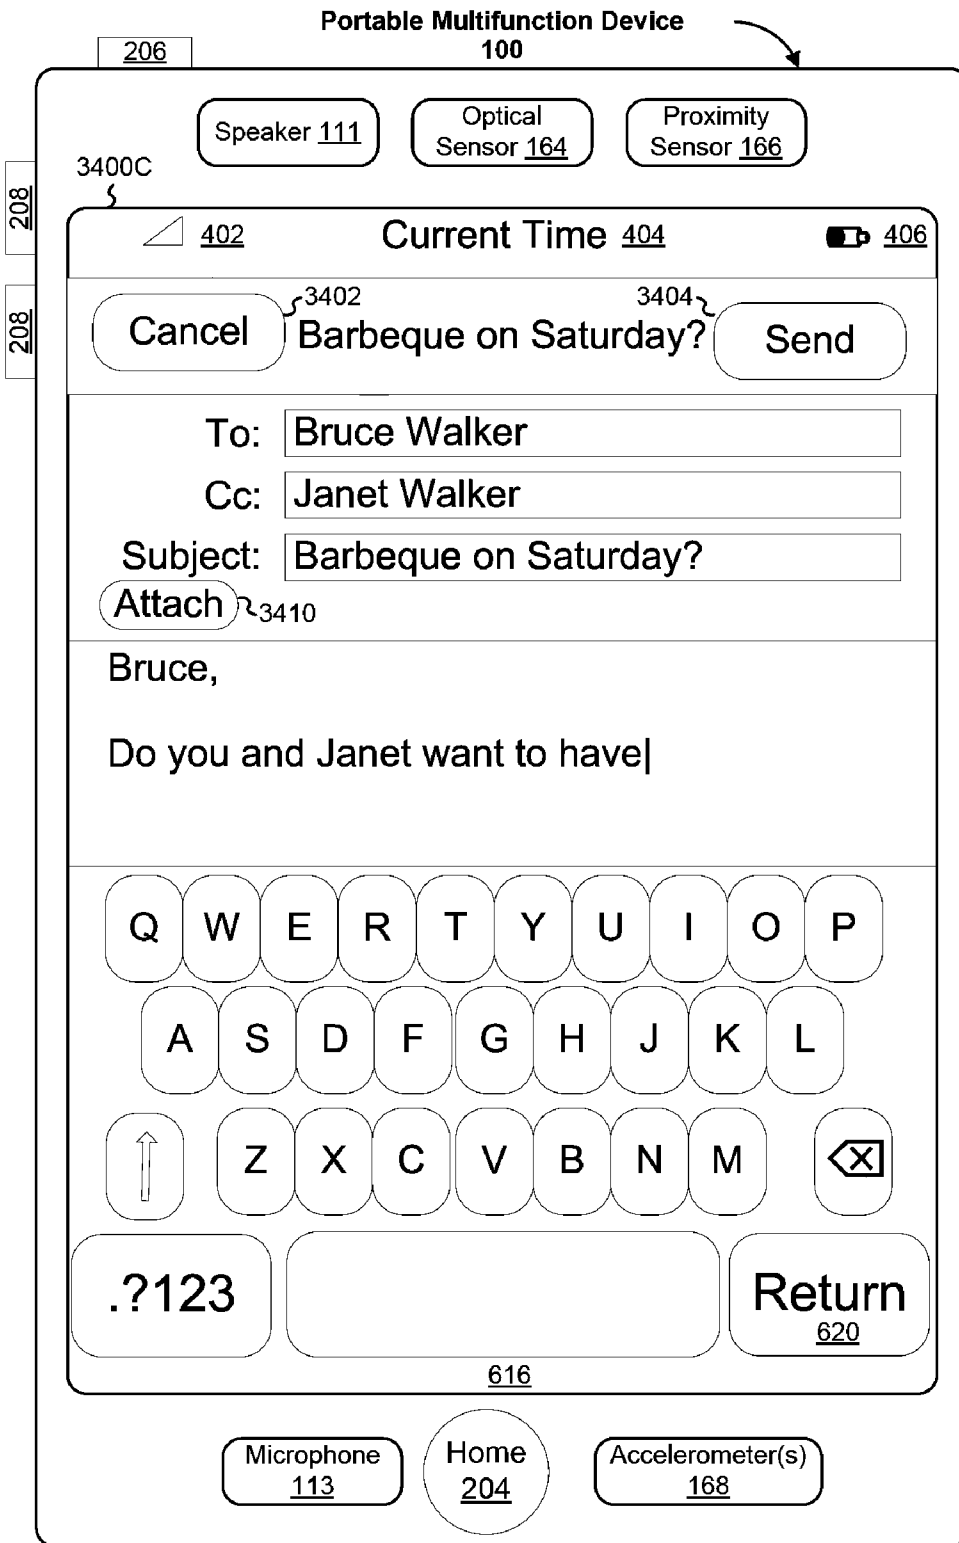 Portable Multifunction Device
100
206
Speaker 111
Optical
Sensor 164
Proximity
Sensor 166
3400C
208
208
402
Current Time 404
406
Cancel
3402
Barbeque on Saturday?
3404
Send
To: Bruce Walker
Cc: Janet Walker
Subject: Barbeque on Saturday?
Attach
3410
Bruce,
Do you and Janet want to have
Q W E R T Y U I O P
A S D F G H J K L
Z X C V B N M
.?123
Return
620
616
Microphone
113
Home
204
Accelerometer(s)
168